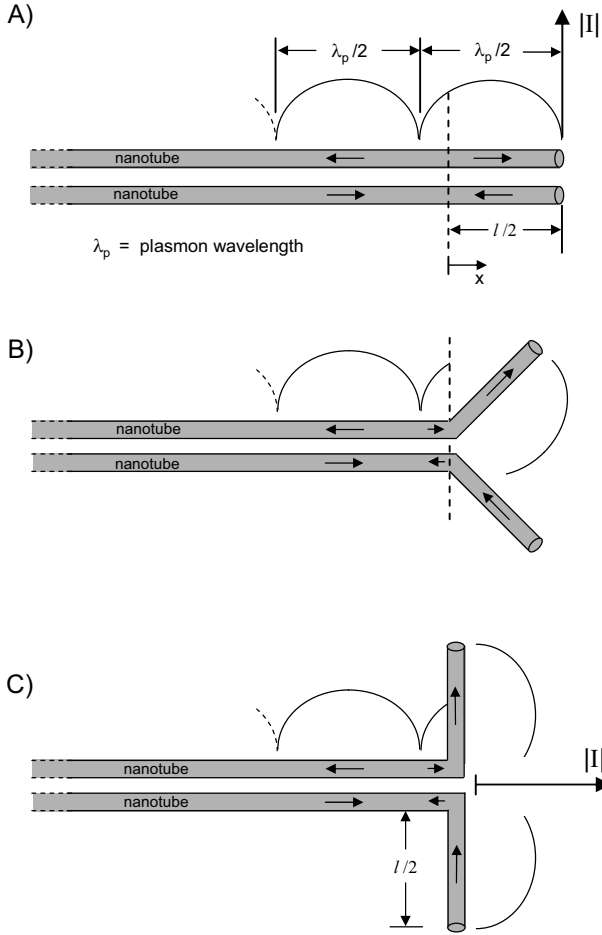 A)
λp/2 λp/2 |I|
nanotube
nanotube
λp = plasmon wavelength
l/2
x
B)
nanotube
nanotube
C)
nanotube
|I|
nanotube
l/2